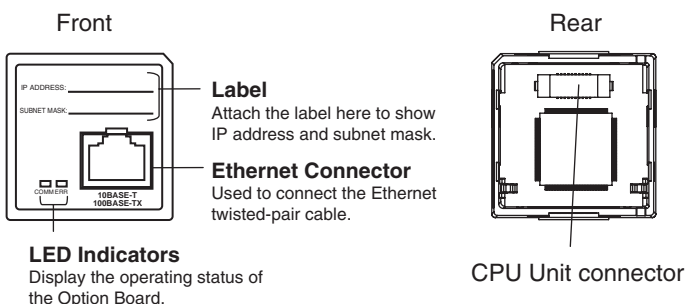 Front
Rear
IP ADDRESS:
SUBNET MASK:
Label
Attach the label here to show
IP address and subnet mask.
Ethernet Connector
Used to connect the Ethernet
twisted-pair cable.
COMM ERR
10BASE-T
100BASE-TX
LED Indicators
Display the operating status of
the Option Board.
CPU Unit connector